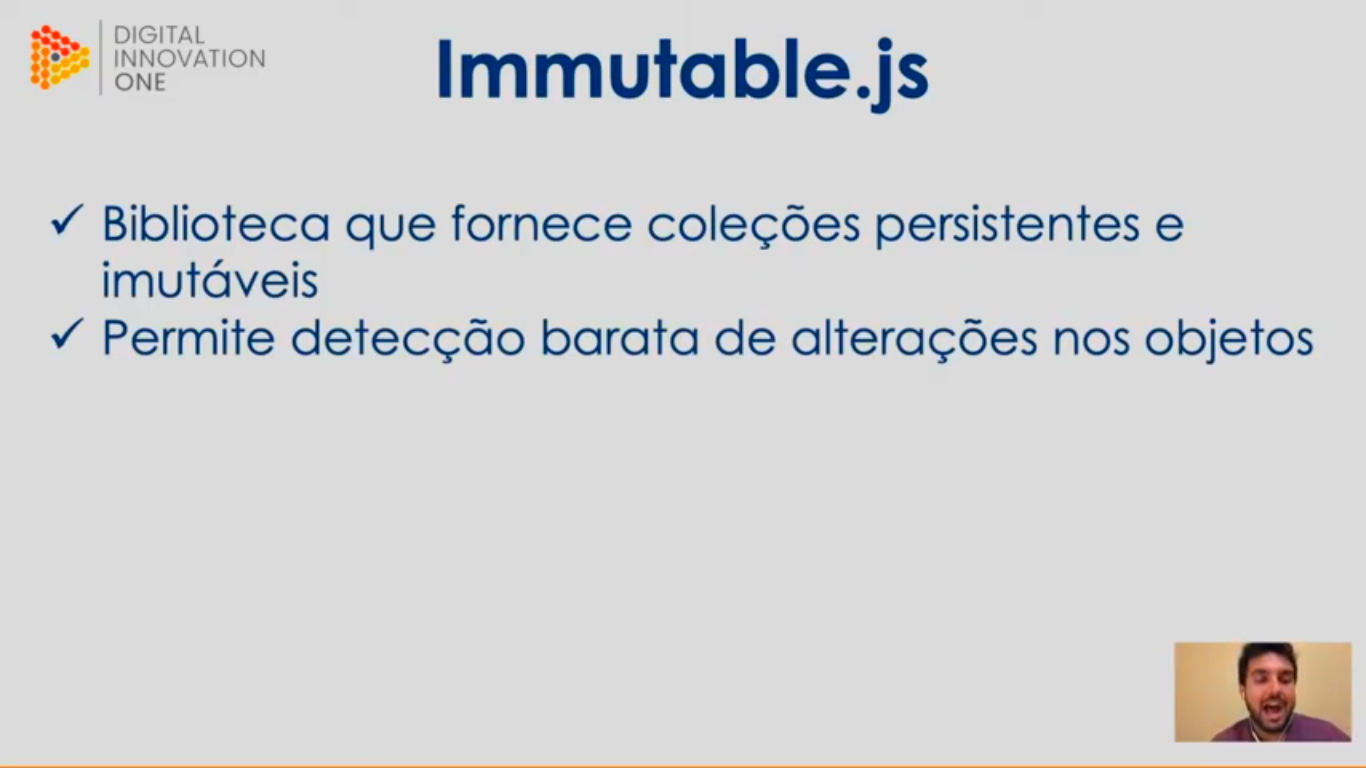 DIGITAL
INNOVATION
ONE
Immutable.js
✓ Biblioteca que fornece coleções persistentes e
imutáveis
✓ Permite detecção barata de alterações nos objetos